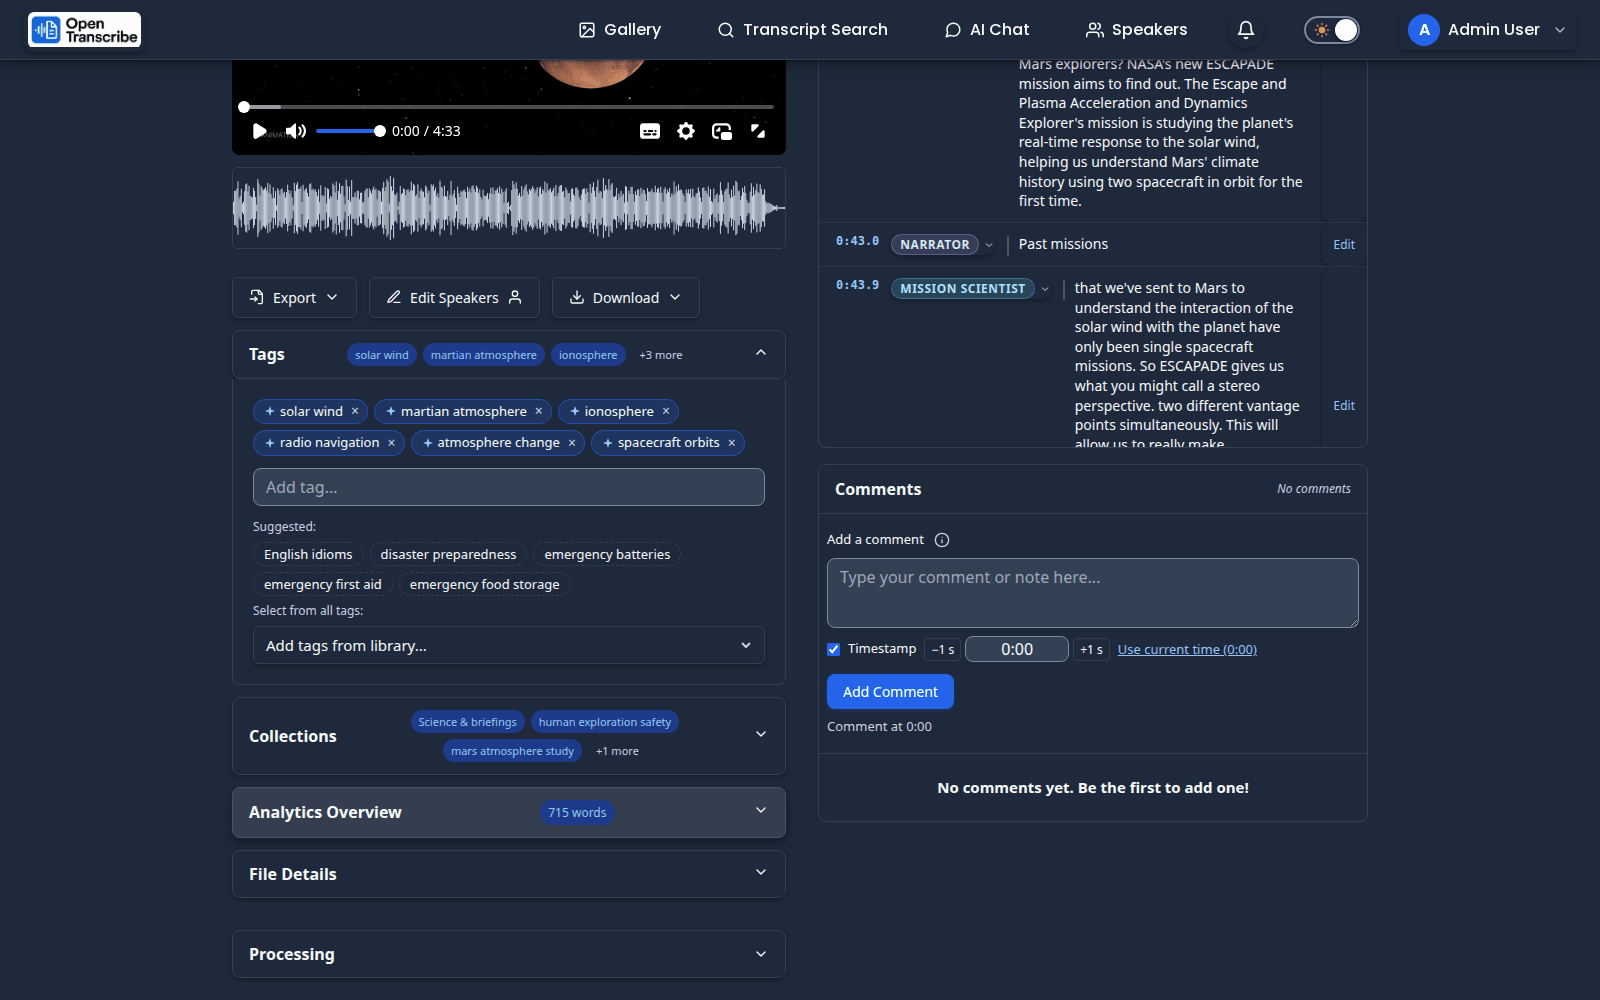 Open
Transcribe
Gallery
Transcript Search
AI Chat
Speakers
A
Admin User
0:00 / 4:33
Export
Edit Speakers
Download
Tags
solar wind
martian atmosphere
ionosphere
+3 more
solar wind ×
martian atmosphere ×
ionosphere ×
radio navigation ×
atmosphere change ×
spacecraft orbits ×
Add tag...
Suggested:
English idioms
disaster preparedness
emergency batteries
emergency first aid
emergency food storage
Select from all tags:
Add tags from library...
Collections
Science & briefings
human exploration safety
mars atmosphere study
+1 more
Analytics Overview
715 words
File Details
Processing
Mars explorers? NASA's new ESCAPADE
mission aims to find out. The Escape and
Plasma Acceleration and Dynamics
Explorer's mission is studying the planet's
real-time response to the solar wind,
helping us understand Mars' climate
history using two spacecraft in orbit for the
first time.
0:43.0
NARRATOR
Past missions
Edit
0:43.9
MISSION SCIENTIST
that we've sent to Mars to
understand the interaction of the
solar wind with the planet have
only been single spacecraft
missions. So ESCAPADE gives us
what you might call a stereo
perspective. two different vantage
points simultaneously. This will
allow us to really make
Edit
Comments
No comments
Add a comment
Type your comment or note here...
Timestamp
−1 s
0:00
+1 s
Use current time (0:00)
Add Comment
Comment at 0:00
No comments yet. Be the first to add one!